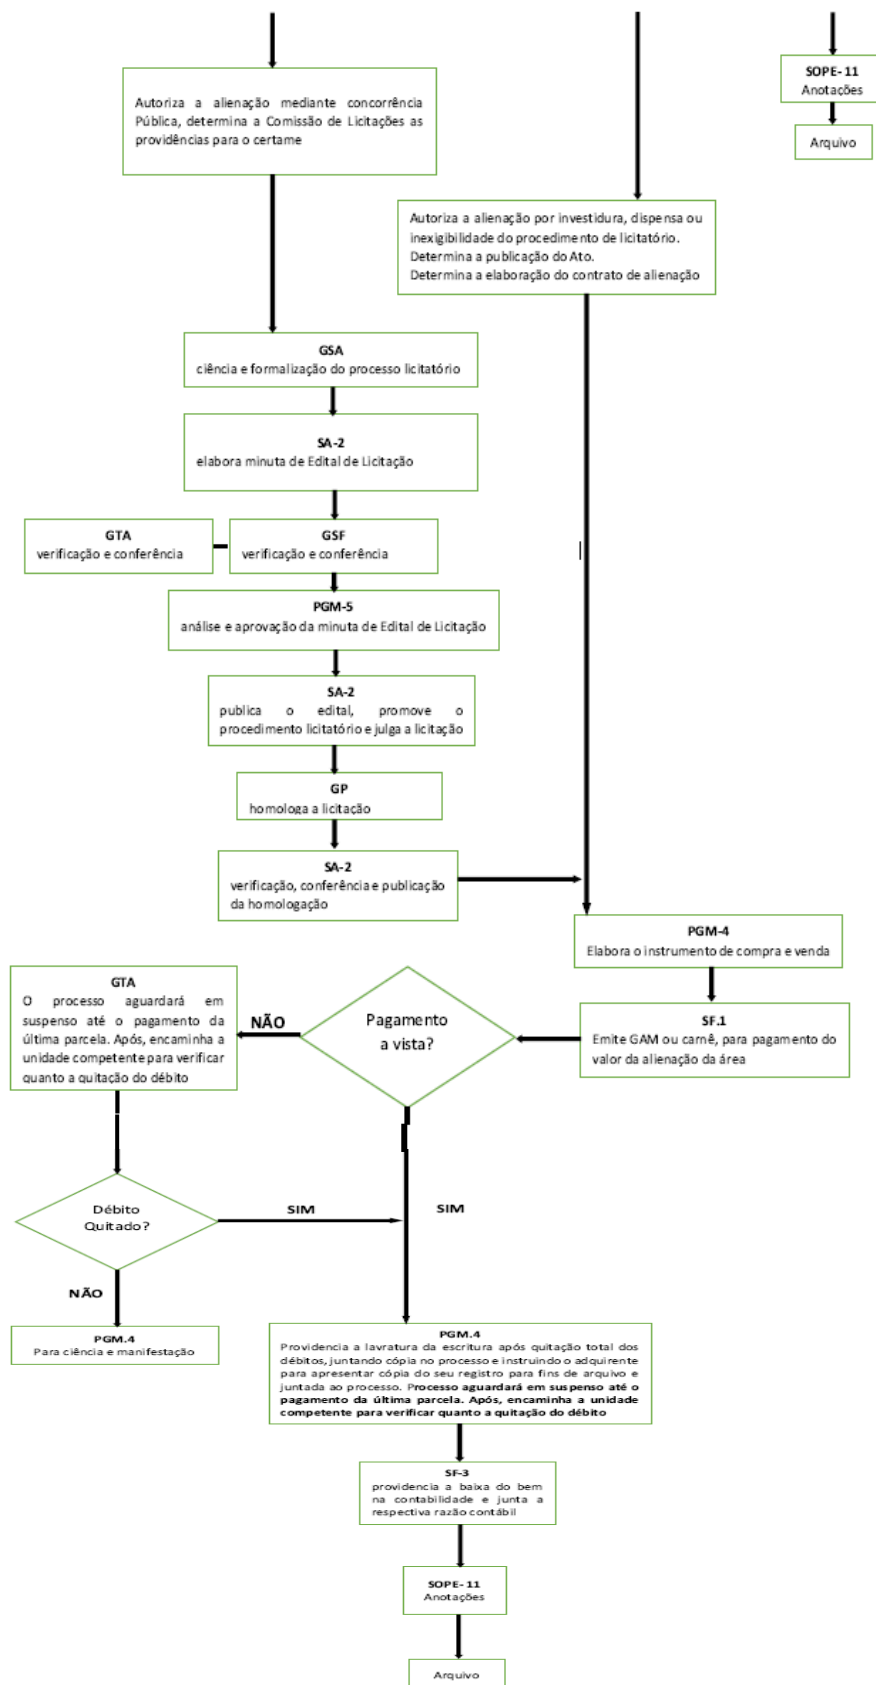 SOPE- 11
Anotações
Arquivo
Autoriza a alienação mediante concorrência
Pública, determina a Comissão de Licitações as
providências para o certame
Autoriza a alienação por investidura, dispensa ou
inexigibilidade do procedimento de licitatório.
Determina a publicação do Ato.
Determina a elaboração do contrato de alienação
GSA
ciência e formalização do processo licitatório
SA-2
elabora minuta de Edital de Licitação
GTA
verificação e conferência
GSF
verificação e conferência
PGM-5
análise e aprovação da minuta de Edital de Licitação
SA-2
publica o edital, promove o
procedimento licitatório e julga a licitação
GP
homologa a licitação
SA-2
verificação, conferência e publicação
da homologação
PGM-4
Elabora o instrumento de compra e venda
SF.1
Emite GAM ou carnê, para pagamento do
valor da alienação da área
Pagamento
a vista?
NÃO
GTA
O processo aguardará em
suspenso até o pagamento da
última parcela. Após, encaminha a
unidade competente para verificar
quanto a quitação do débito
Débito
Quitado?
SIM
SIM
NÃO
PGM.4
Para ciência e manifestação
PGM.4
Providencia a lavratura da escritura após quitação total dos
débitos, juntando cópia no processo e instruindo o adquirente
para apresentar cópia do seu registro para fins de arquivo e
juntada ao processo. Processo aguardará em suspenso até o
pagamento da última parcela. Após, encaminha a unidade
competente para verificar quanto a quitação do débito
SF-3
providencia a baixa do bem
na contabilidade e junta a
respectiva razão contábil
SOPE- 11
Anotações
Arquivo